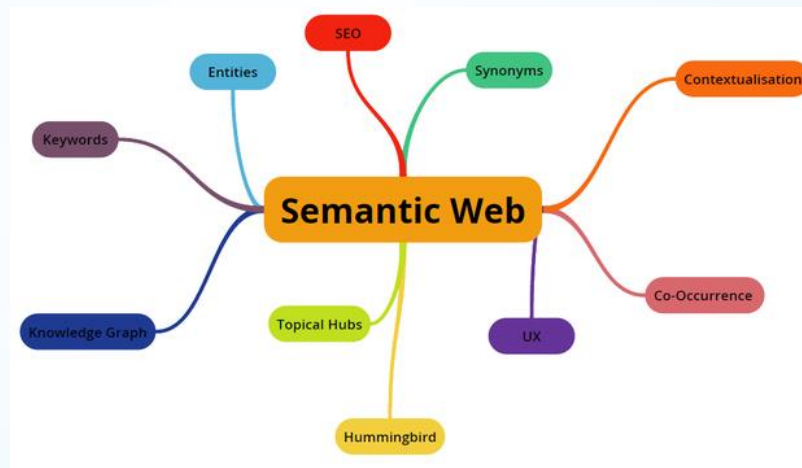 SEO
Entities
Synonyms
Contextualisation
Keywords
Semantic Web
Co-Occurrence
Knowledge Graph
Topical Hubs
UX
Hummingbird